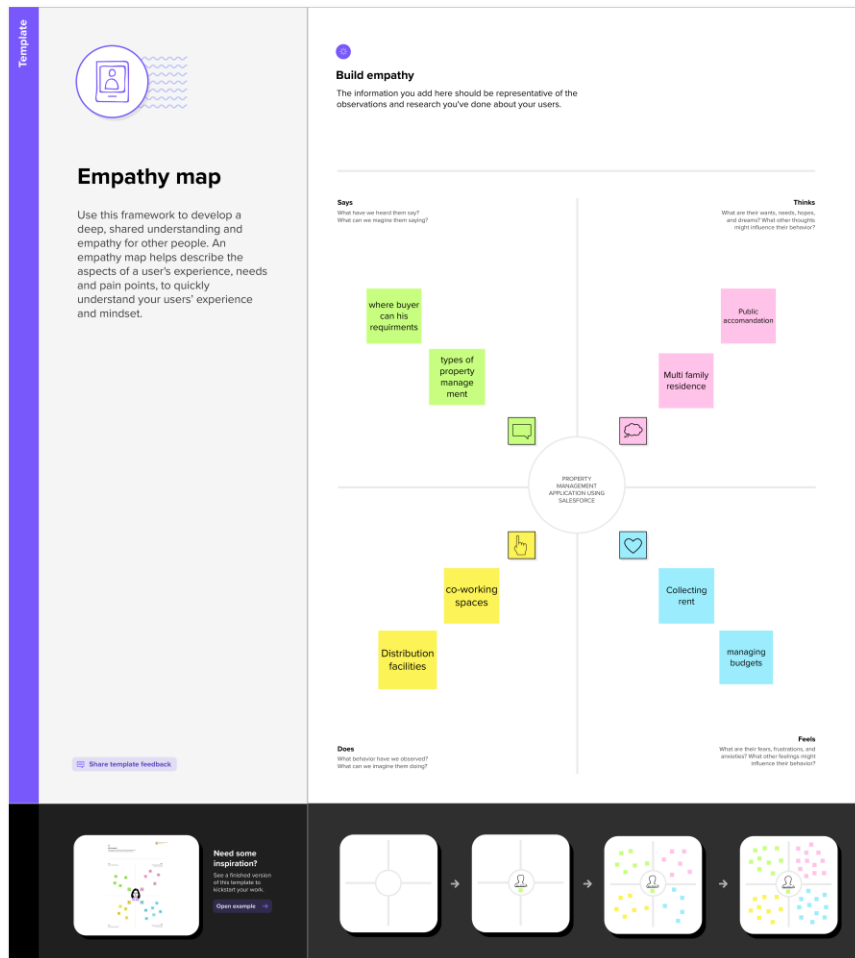 Template
Empathy map
Use this framework to develop a
deep, shared understanding and
empathy for other people. An
empathy map helps describe the
aspects of a user's experience, needs
and pain points, to quickly
understand your users' experience
and mindset.
Share template feedback
Build empathy
The information you add here should be representative of the
observations and research you've done about your users.
Says
What have we heard them say?
What can we imagine them saying?
Thinks
What are their wants, needs, hopes,
and dreams? What other thoughts
might influence their behavior?
where buyer
can his
requirments
types of
property
manage
ment
Public
accomandation
Multi family
residence
PROPERTY
MANAGEMENT
APPLICATION USING
SALESFORCE
co-working
spaces
Distribution
facilities
Collecting
rent
managing
budgets
Does
What behavior have we observed?
What can we imagine them doing?
Feels
What are their fears, frustrations, and
anxieties? What other feelings might
influence their behavior?
Need some
inspiration?
See a finished version
of this template to
kickstart your work.
Open example